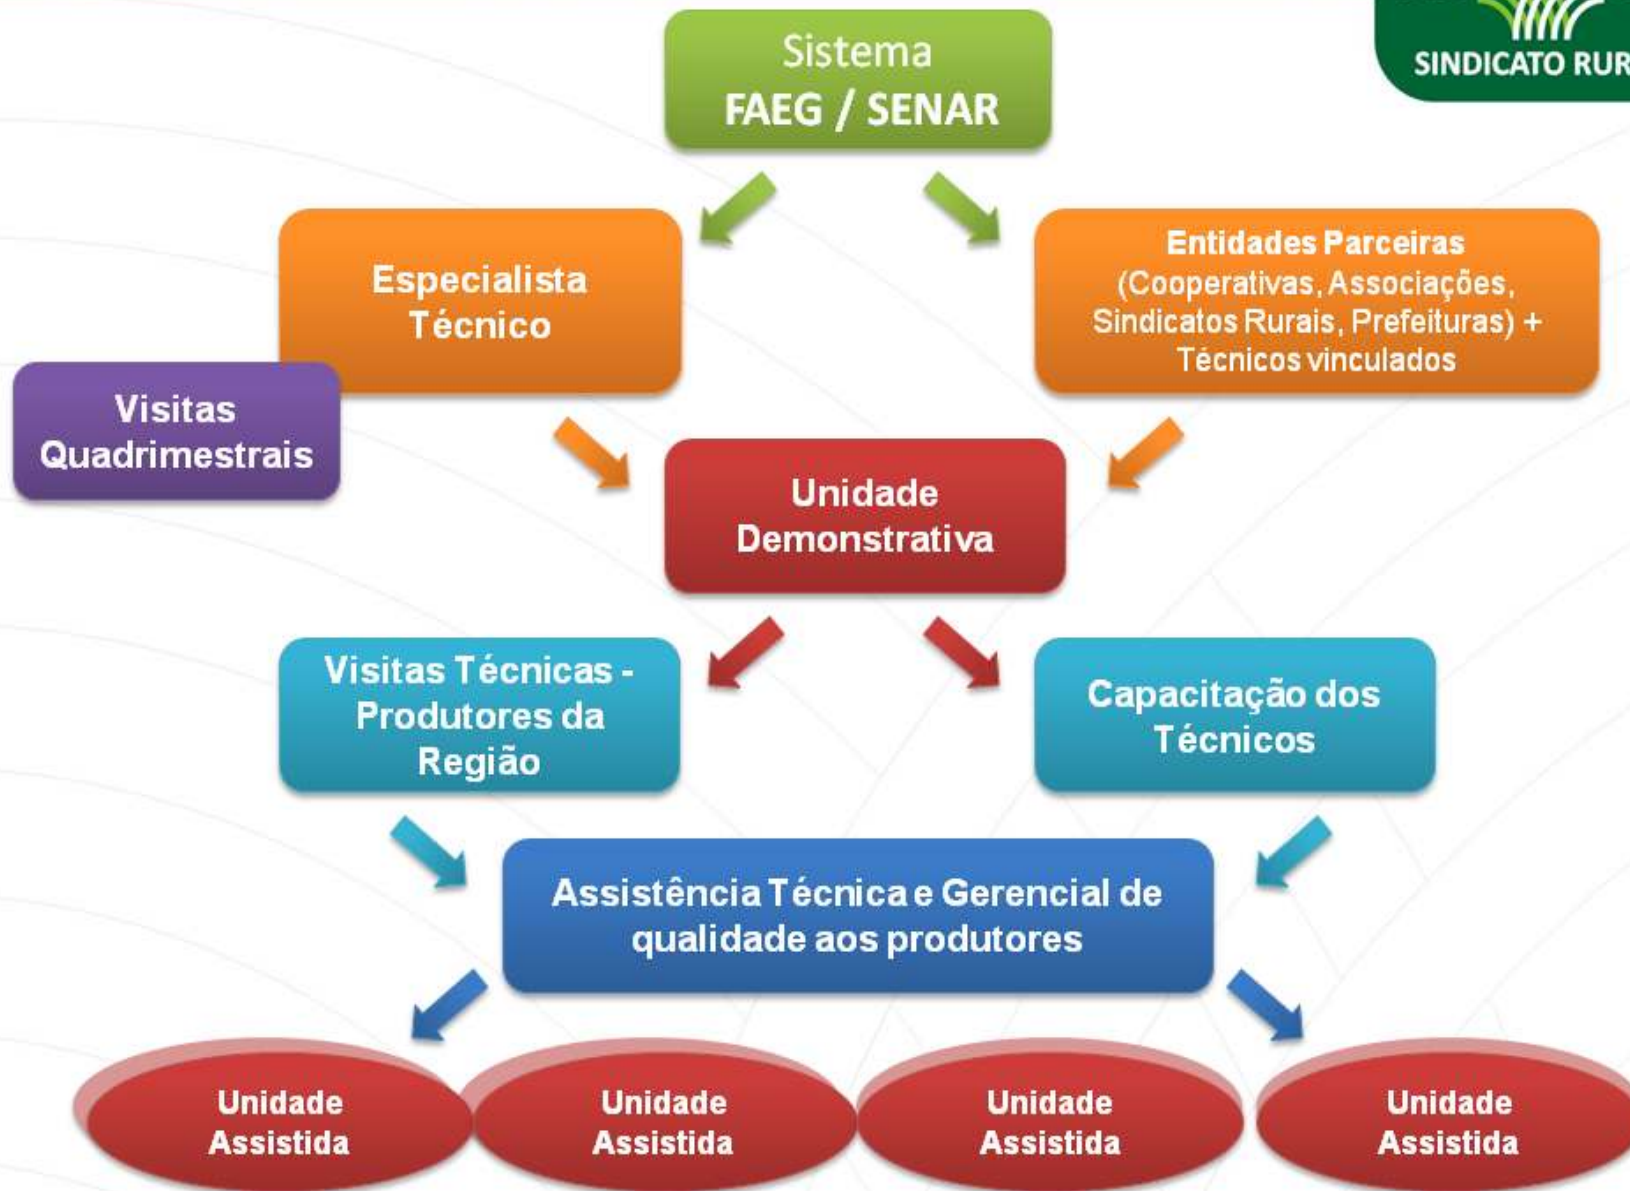 Sistema
FAEG / SENAR
SINDICATO RUR
Especialista
Técnico
Entidades Parceiras
(Cooperativas, Associações,
Sindicatos Rurais, Prefeituras) +
Técnicos vinculados
Visitas
Quadrimestrais
Unidade
Demonstrativa
Visitas Técnicas -
Produtores da
Região
Capacitação dos
Técnicos
Assistência Técnica e Gerencial de
qualidade aos produtores
Unidade
Assistida
Unidade
Assistida
Unidade
Assistida
Unidade
Assistida